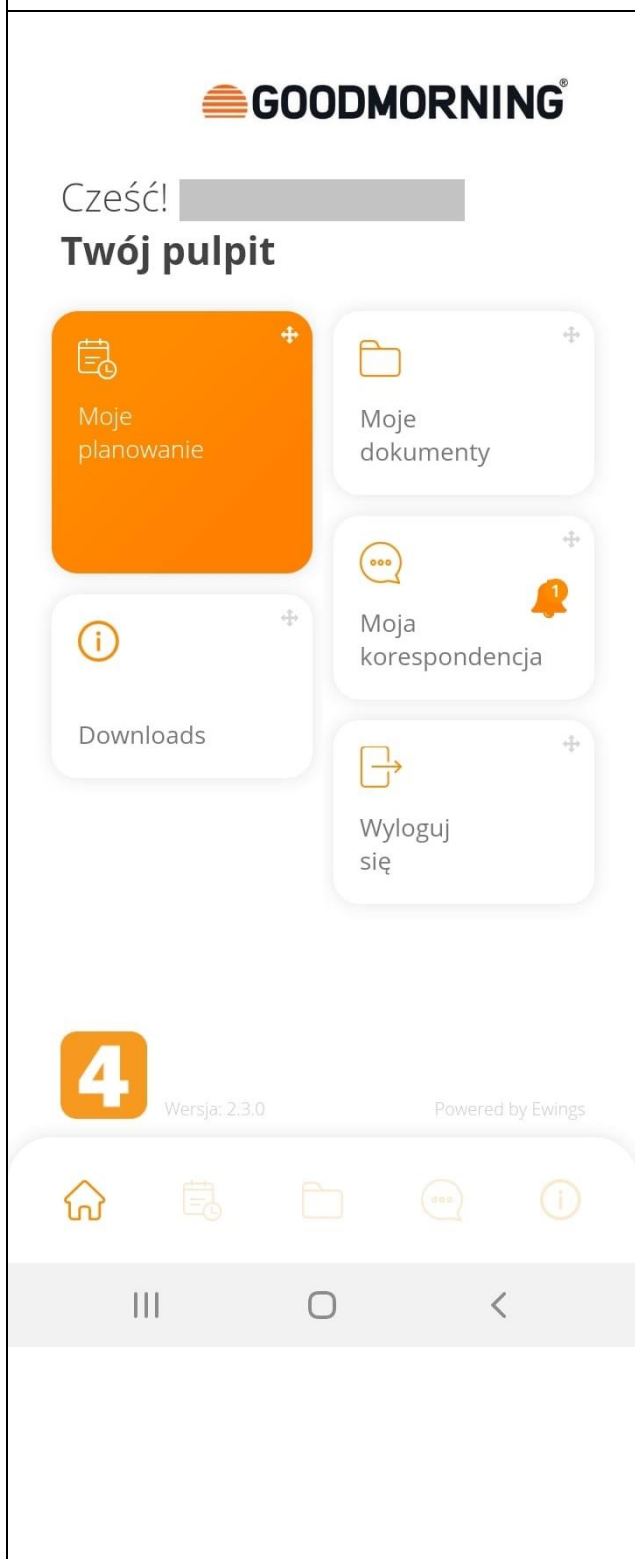 GOODMORNING®
Cześć!
Twój pulpit
Moje
planowanie
Moje
dokumenty
1
Moja
korespondencja
Downloads
Wyloguj
się
4
Wersja: 2.3.0
Powered by Ewings